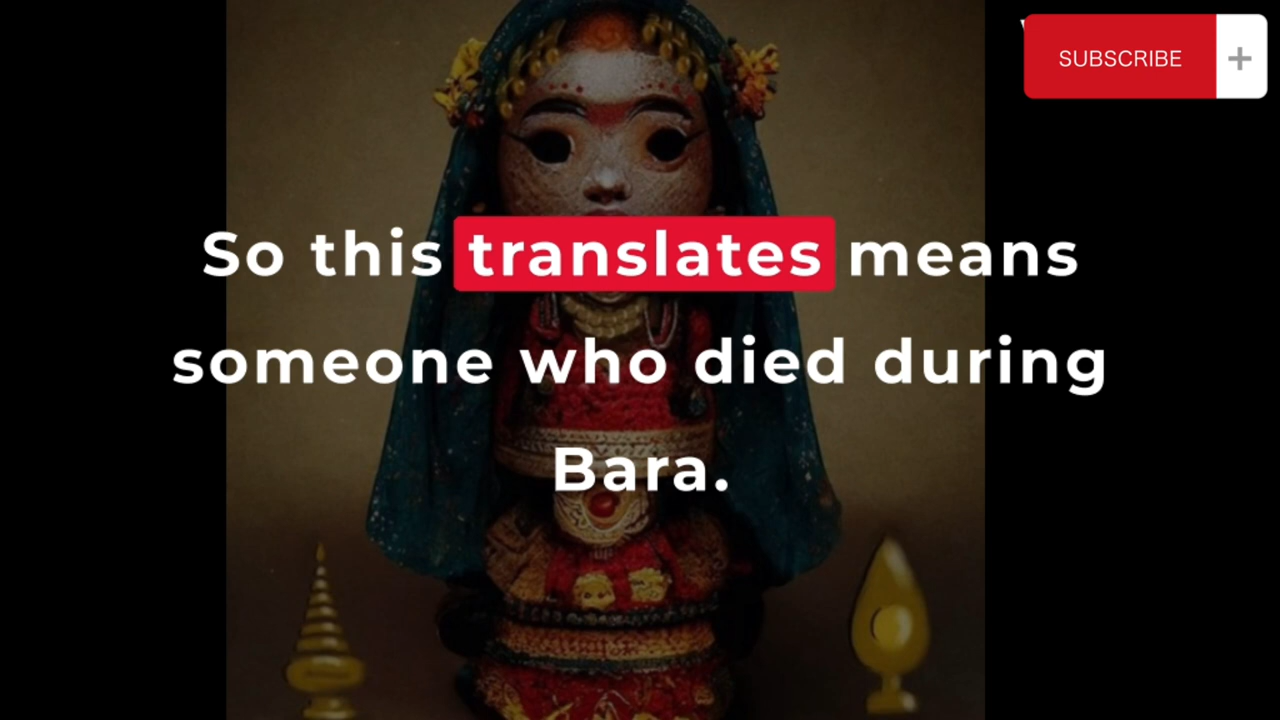 SUBSCRIBE
So this translates means
someone who died during
Bara.